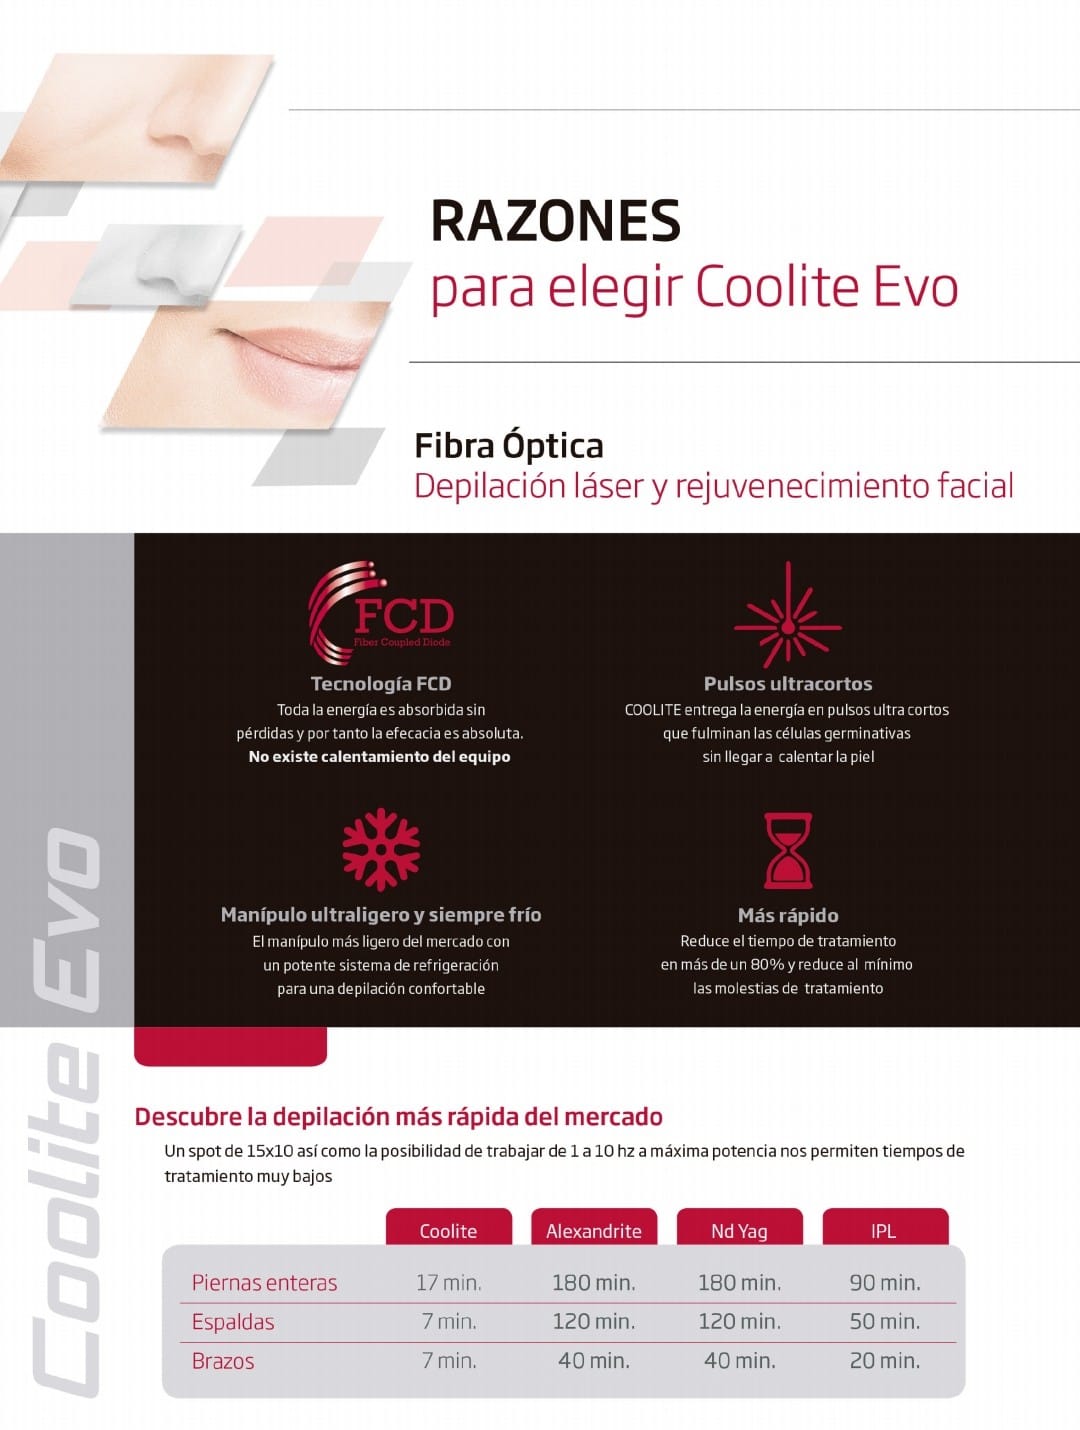 RAZONES
para elegir Coolite Evo
Fibra Óptica
Depilación láser y rejuvenecimiento facial
FCD
Fiber Coupled Diode
Tecnología FCD
Toda la energía es absorbida sin
pérdidas y por tanto la efecacia es absoluta.
No existe calentamiento del equipo
Pulsos ultracortos
COOLITE entrega la energía en pulsos ultra cortos
que fulminan las células germinativas
sin llegar a calentar la piel
Manípulo ultraligero y siempre frío
El manípulo más ligero del mercado con
un potente sistema de refrigeración
para una depilación confortable
Más rápido
Reduce el tiempo de tratamiento
en más de un 80% y reduce al mínimo
las molestias de tratamiento
Coolite Evo
Descubre la depilación más rápida del mercado
Un spot de 15x10 así como la posibilidad de trabajar de 1 a 10 hz a máxima potencia nos permiten tiempos de
tratamiento muy bajos
Coolite Alexandrite Nd Yag IPL
Piernas enteras 17 min. 180 min. 180 min. 90 min.
Espaldas 7 min. 120 min. 120 min. 50 min.
Brazos 7 min. 40 min. 40 min. 20 min.